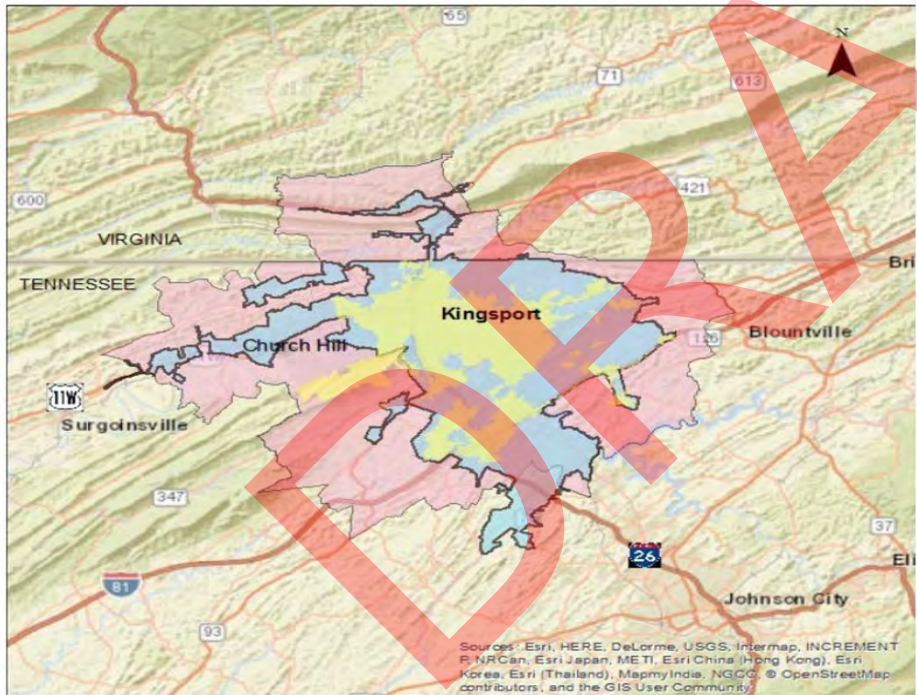 65
N
71
613
421
600
VIRGINIA
TENNESSEE
Bri
Kingsport
Blountville
126
Church Hill
11W
Surgoinsville
347
37
26
81
Eli
Johnson City
93
DRA
Sources: Esri, HERE, DeLorme, USGS, Intermap, INCREMENT
P, NRCan, Esri Japan, METI, Esri China (Hong Kong), Esri
Korea, Esri (Thailand), MapmyIndia, NGCC, © OpenStreetMap
contributors, and the GIS User Community